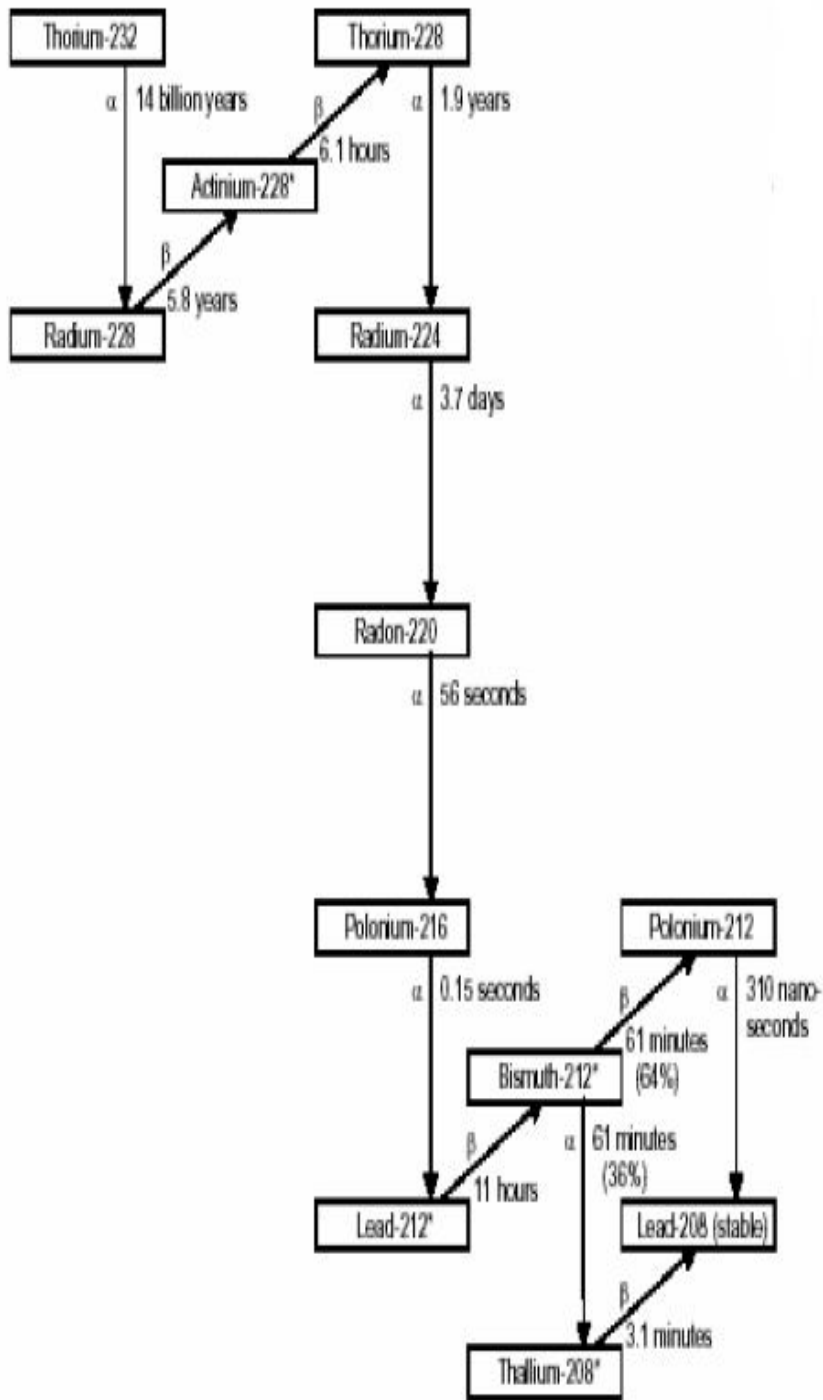 Thorium-232
Thorium-228
α 14 billion years
α 1.9 years
β
6.1 hours
Actinium-228*
β
5.8 years
Radium-228
Radium-224
α 3.7 days
Radon-220
α 56 seconds
Polonium-216
Polonium-212
α 0.15 seconds
α 310 nano-
seconds
β
61 minutes
(64%)
Bismuth-212*
β
11 hours
α 61 minutes
(36%)
Lead-212*
Lead-208 (stable)
β
3.1 minutes
Thallium-208*